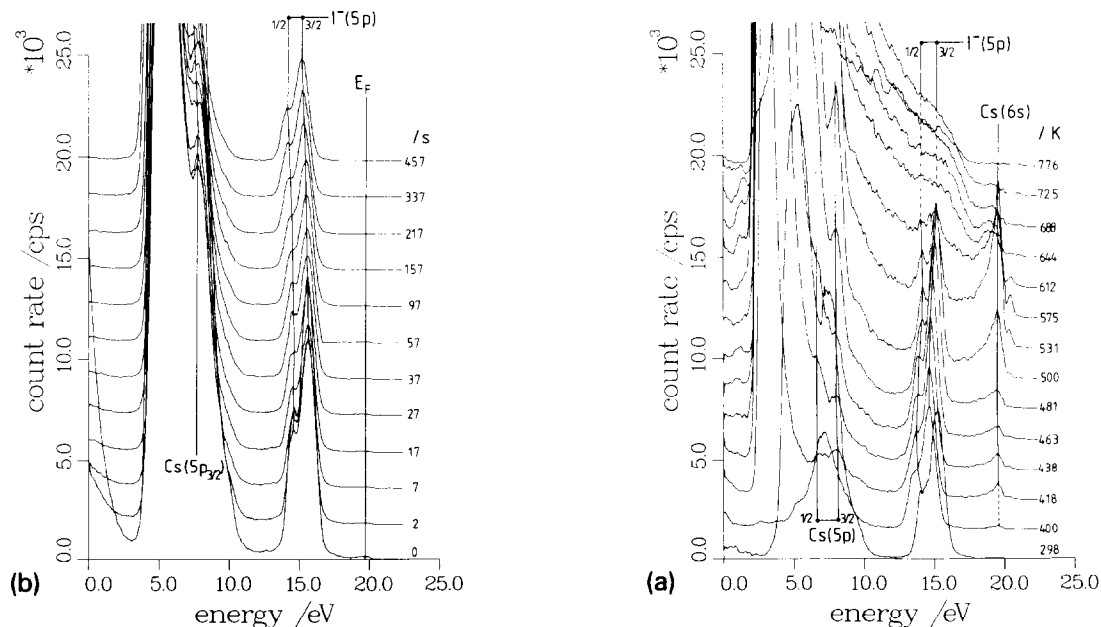 1/2 3/2 I⁻(5p)
E_F
/s
457
337
217
157
97
57
37
27
17
7
2
0
Cs(5p3/2)
count rate /cps *10³
0.0 5.0 10.0 15.0 20.0 25.0
0.0 5.0 10.0 15.0 20.0 25.0
energy /eV
(b)
1/2 3/2 I⁻(5p)
Cs(6s)
/ K
776
725
688
644
612
575
531
500
481
463
438
418
400
298
1/2 3/2
Cs(5p)
count rate /cps *10³
0.0 5.0 10.0 15.0 20.0 25.0
0.0 5.0 10.0 15.0 20.0 25.0
energy /eV
(a)